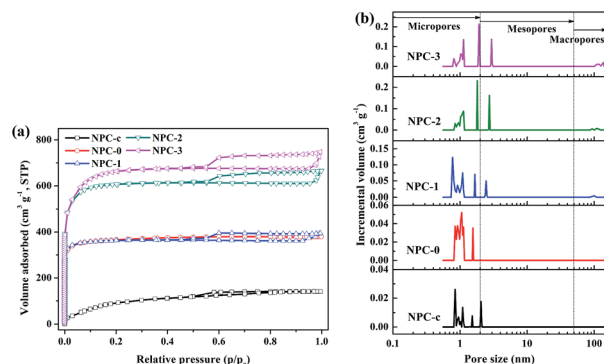 (a)
NPC-c
NPC-0
NPC-1
NPC-2
NPC-3
Volume adsorbed (cm³ g⁻¹, STP)
800
600
400
200
0
0.0 0.2 0.4 0.6 0.8 1.0
Relative pressure (p/p₀)
(b)
Micropores
Mesopores
Macropores
NPC-3
NPC-2
NPC-1
NPC-0
NPC-c
Incremental volume (cm³ g⁻¹)
0.2
0.1
0.0
0.2
0.1
0.00
0.15
0.10
0.05
0.00
0.06
0.04
0.02
0.00
0.04
0.02
0.00
0.1 1 10 100
Pore size (nm)